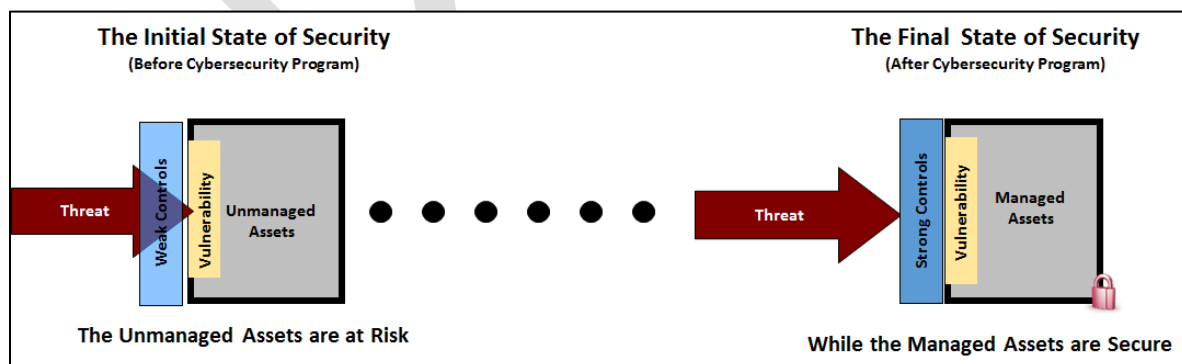 The Initial State of Security
(Before Cybersecurity Program)
Threat
Weak Controls
Vulnerability
Unmanaged
Assets
The Unmanaged Assets are at Risk
The Final State of Security
(After Cybersecurity Program)
Threat
Strong Controls
Vulnerability
Managed
Assets
While the Managed Assets are Secure